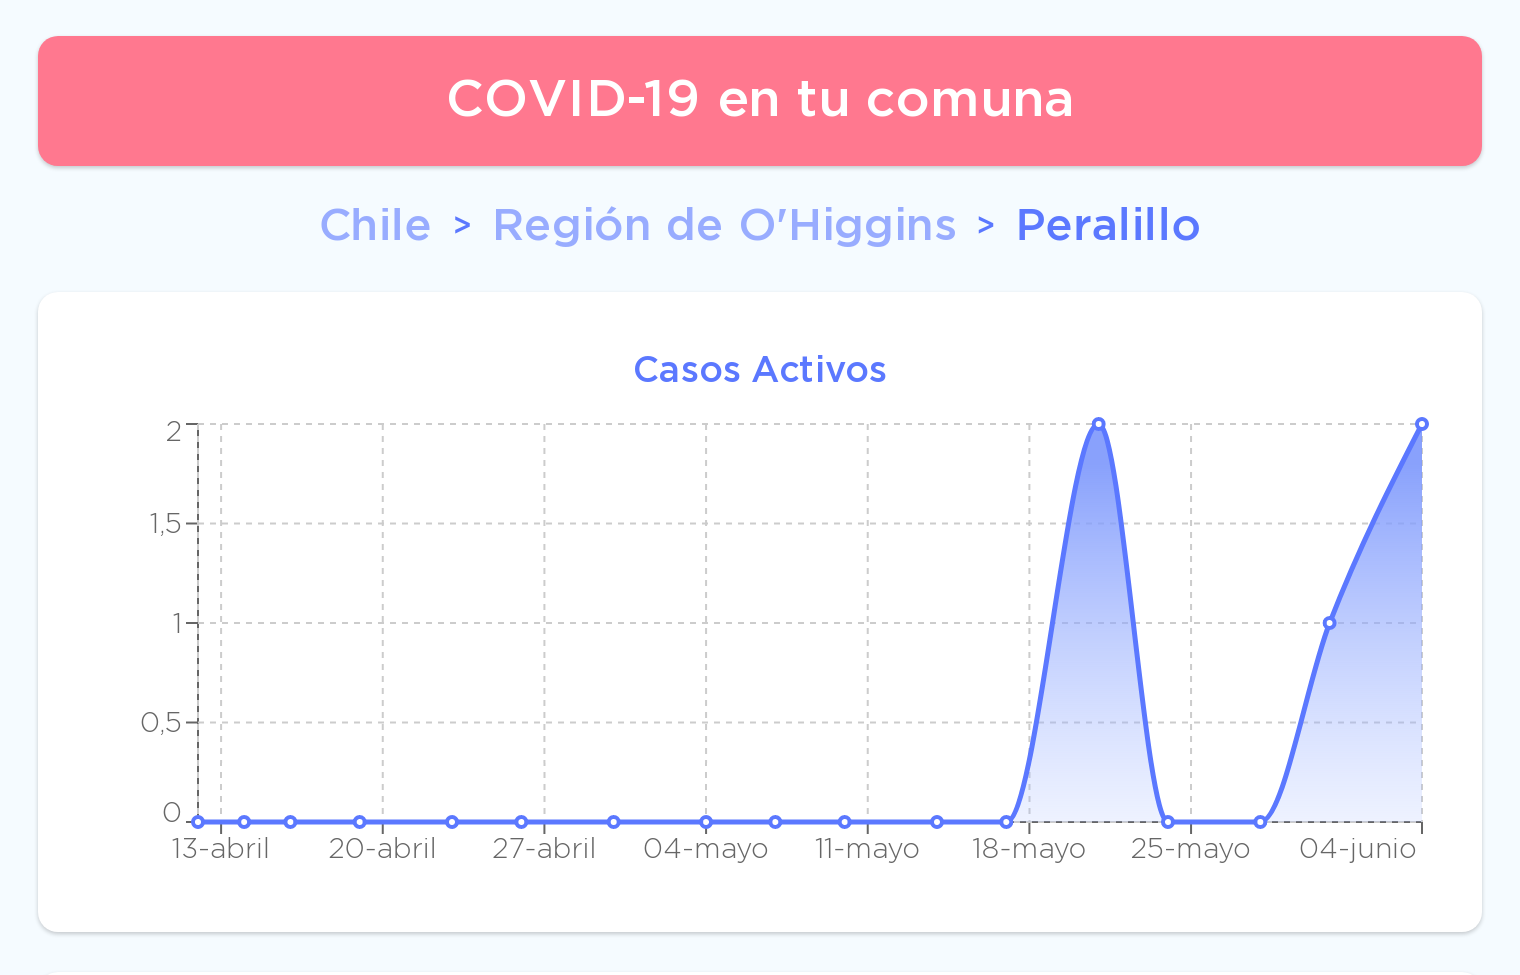 COVID-19 en tu comuna
Chile > Región de O'Higgins > Peralillo
Casos Activos
2
1,5
1
0,5
0
13-abril 20-abril 27-abril 04-mayo 11-mayo 18-mayo 25-mayo 04-junio